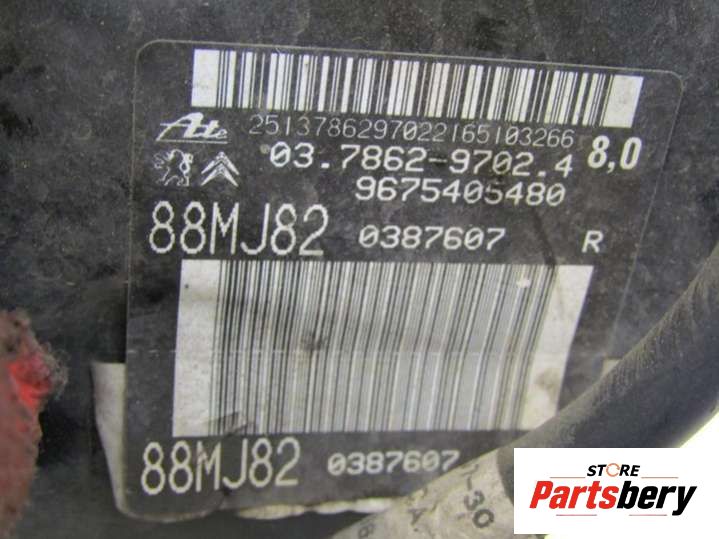 2513786297022165103266
Ate 03.7862-9702.4 8,0
9675405480
88MJ82 0387607 R
88MJ82 0387607
STORE
Partsbery